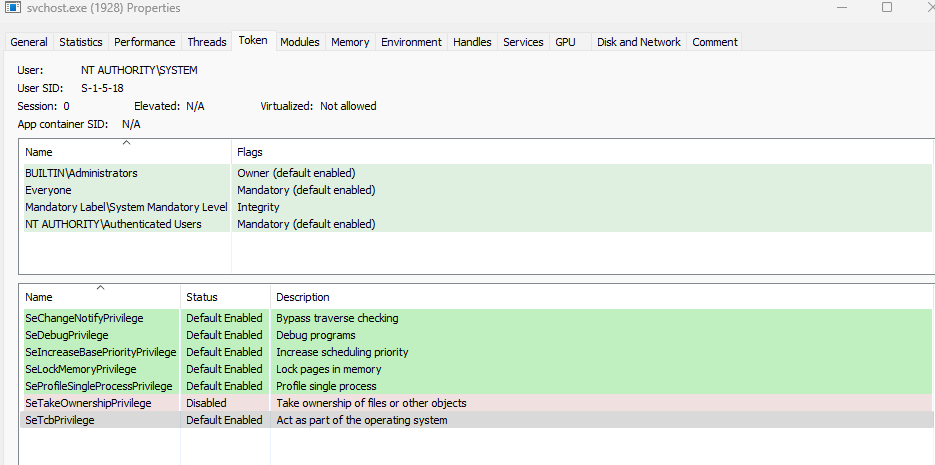 svchost.exe (1928) Properties
General Statistics Performance Threads Token Modules Memory Environment Handles Services GPU Disk and Network Comment
User: NT AUTHORITY\SYSTEM
User SID: S-1-5-18
Session: 0 Elevated: N/A Virtualized: Not allowed
App container SID: N/A
Name Flags
BUILTIN\Administrators Owner (default enabled)
Everyone Mandatory (default enabled)
Mandatory Label\System Mandatory Level Integrity
NT AUTHORITY\Authenticated Users Mandatory (default enabled)
Name Status Description
SeChangeNotifyPrivilege Default Enabled Bypass traverse checking
SeDebugPrivilege Default Enabled Debug programs
SeIncreaseBasePriorityPrivilege Default Enabled Increase scheduling priority
SeLockMemoryPrivilege Default Enabled Lock pages in memory
SeProfileSingleProcessPrivilege Default Enabled Profile single process
SeTakeOwnershipPrivilege Disabled Take ownership of files or other objects
SeTcbPrivilege Default Enabled Act as part of the operating system